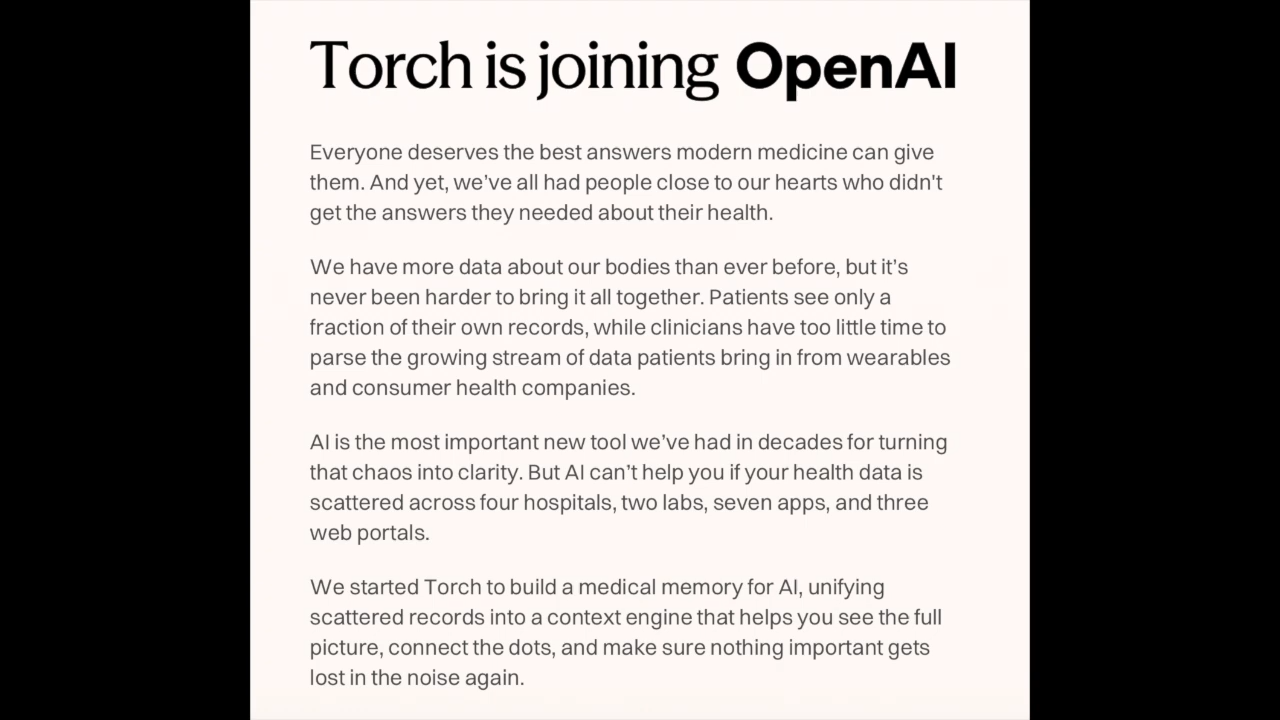 Torch is joining OpenAI
Everyone deserves the best answers modern medicine can give
them. And yet, we’ve all had people close to our hearts who didn't
get the answers they needed about their health.
We have more data about our bodies than ever before, but it’s
never been harder to bring it all together. Patients see only a
fraction of their own records, while clinicians have too little time to
parse the growing stream of data patients bring in from wearables
and consumer health companies.
AI is the most important new tool we’ve had in decades for turning
that chaos into clarity. But AI can’t help you if your health data is
scattered across four hospitals, two labs, seven apps, and three
web portals.
We started Torch to build a medical memory for AI, unifying
scattered records into a context engine that helps you see the full
picture, connect the dots, and make sure nothing important gets
lost in the noise again.